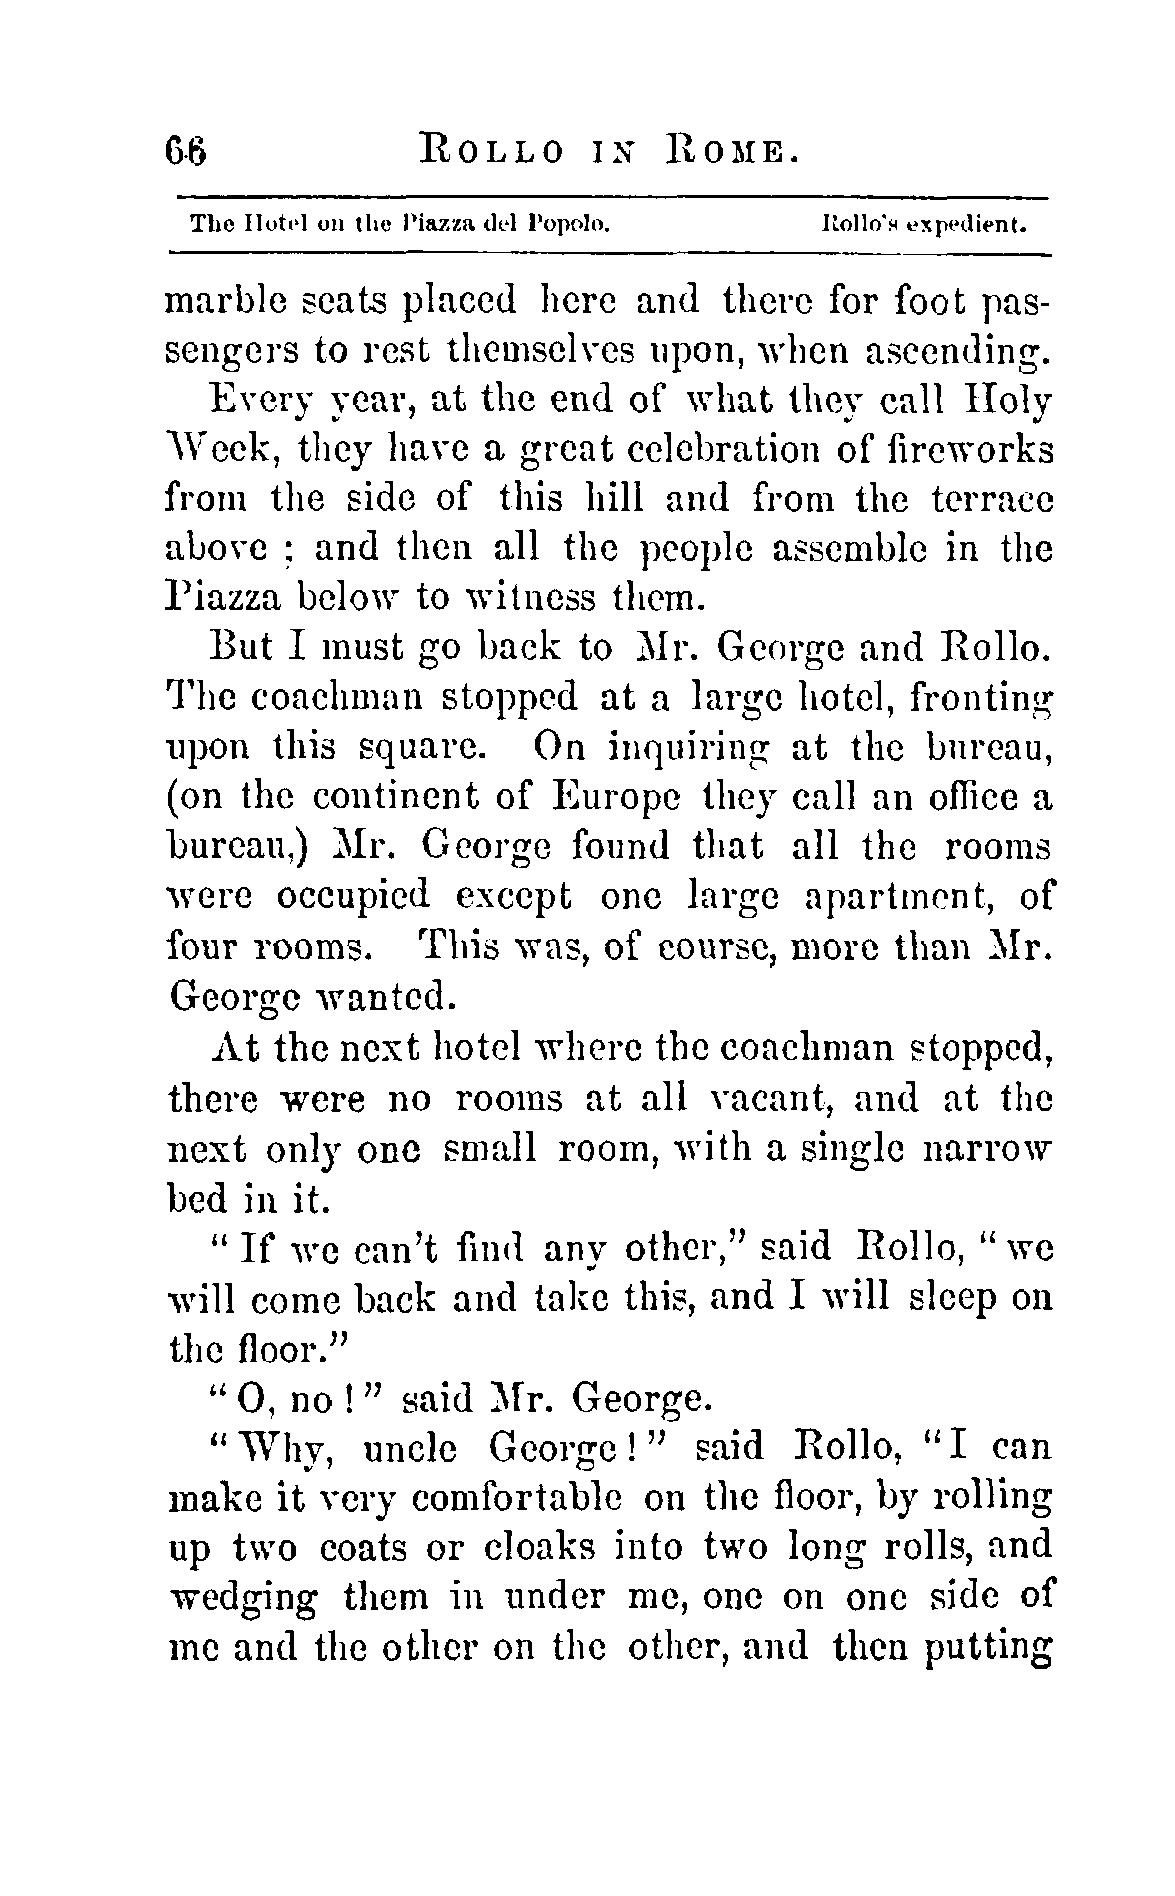 66 ROLLO IN ROME.
The Hotel on the Piazza del Popolo. Rollo's expedient.
marble seats placed here and there for foot pas-
sengers to rest themselves upon, when ascending.
Every year, at the end of what they call Holy
Week, they have a great celebration of fireworks
from the side of this hill and from the terrace
above ; and then all the people assemble in the
Piazza below to witness them.
But I must go back to Mr. George and Rollo.
The coachman stopped at a large hotel, fronting
upon this square. On inquiring at the bureau,
(on the continent of Europe they call an office a
bureau,) Mr. George found that all the rooms
were occupied except one large apartment, of
four rooms. This was, of course, more than Mr.
George wanted.
At the next hotel where the coachman stopped,
there were no rooms at all vacant, and at the
next only one small room, with a single narrow
bed in it.
“ If we can’t find any other,” said Rollo, “ we
will come back and take this, and I will sleep on
the floor.”
“ O, no ! ” said Mr. George.
“ Why, uncle George ! ” said Rollo, “ I can
make it very comfortable on the floor, by rolling
up two coats or cloaks into two long rolls, and
wedging them in under me, one on one side of
me and the other on the other, and then putting